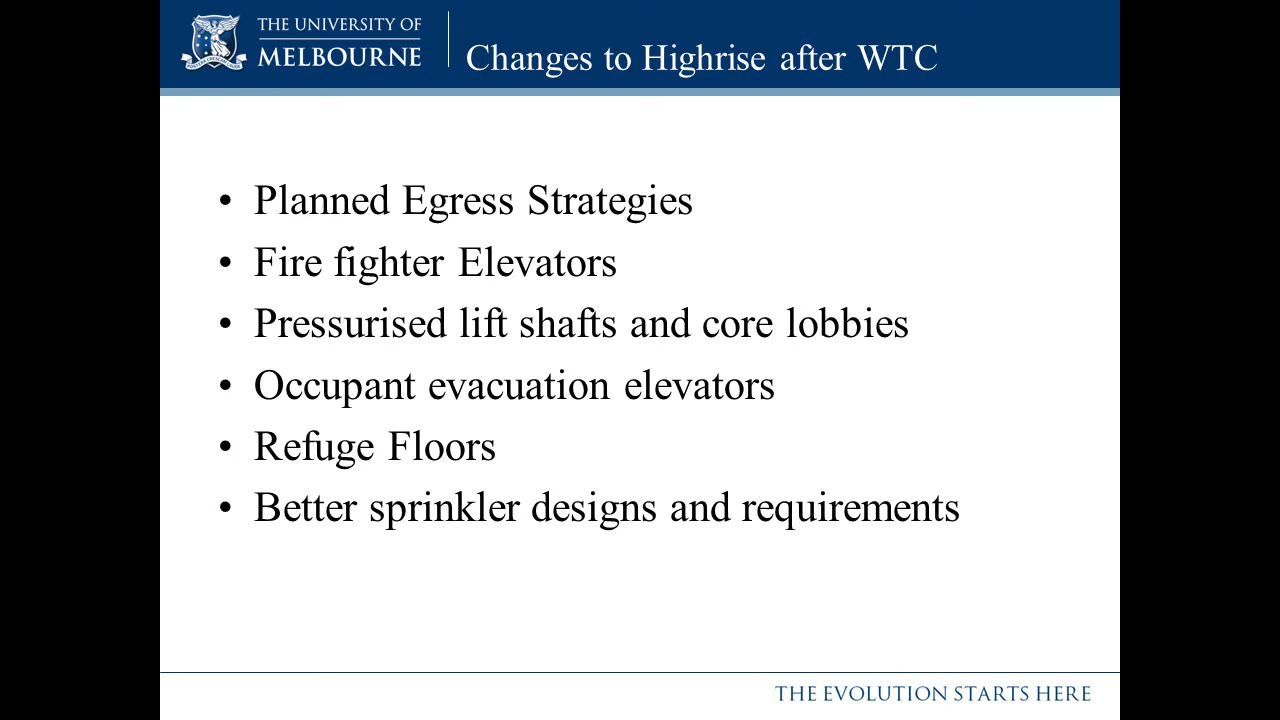 THE UNIVERSITY OF
MELBOURNE
Changes to Highrise after WTC
• Planned Egress Strategies
• Fire fighter Elevators
• Pressurised lift shafts and core lobbies
• Occupant evacuation elevators
• Refuge Floors
• Better sprinkler designs and requirements
THE EVOLUTION STARTS HERE